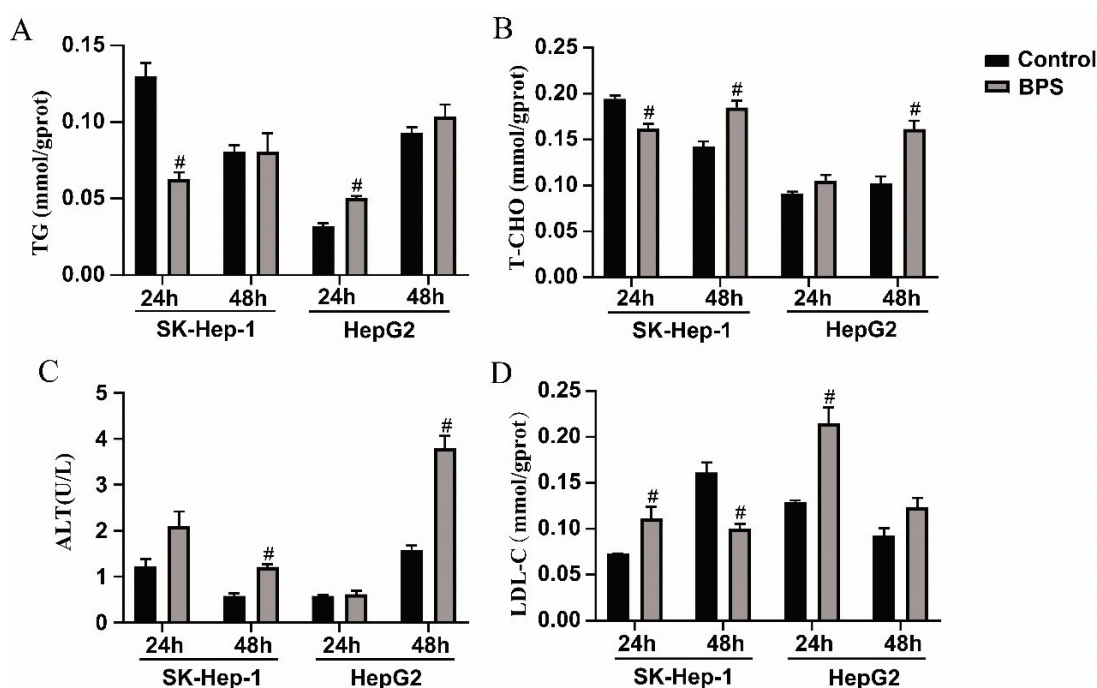 A
TG (mmol/gprot)
0.15
0.10
0.05
0.00
#
#
24h 48h 24h 48h
SK-Hep-1 HepG2
B
T-CHO (mmol/gprot)
0.25
0.20
0.15
0.10
0.05
0.00
# # #
24h 48h 24h 48h
SK-Hep-1 HepG2
Control
BPS
C
ALT(U/L)
5
4
3
2
1
0
# #
24h 48h 24h 48h
SK-Hep-1 HepG2
D
LDL-C (mmol/gprot)
0.25
0.20
0.15
0.10
0.05
0.00
# # #
24h 48h 24h 48h
SK-Hep-1 HepG2